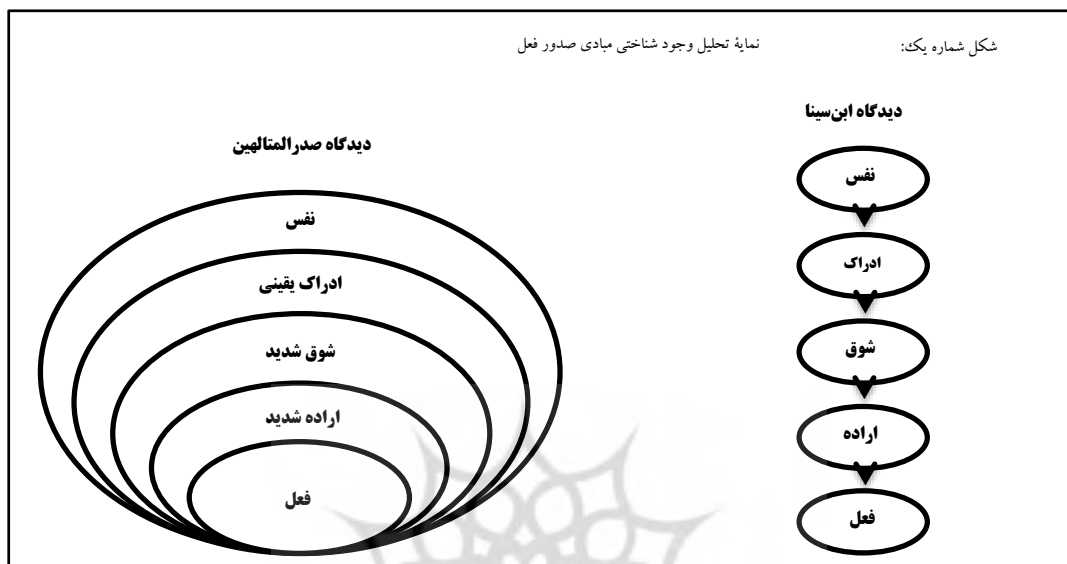 شکل شماره یک: نمایهٔ تحلیل وجود شناختی مبادی صدور فعل
دیدگاه ابن‌سینا
نفس
ادراک
شوق
اراده
فعل
دیدگاه صدرالمتالهین
نفس
ادراک یقینی
شوق شدید
اراده شدید
فعل